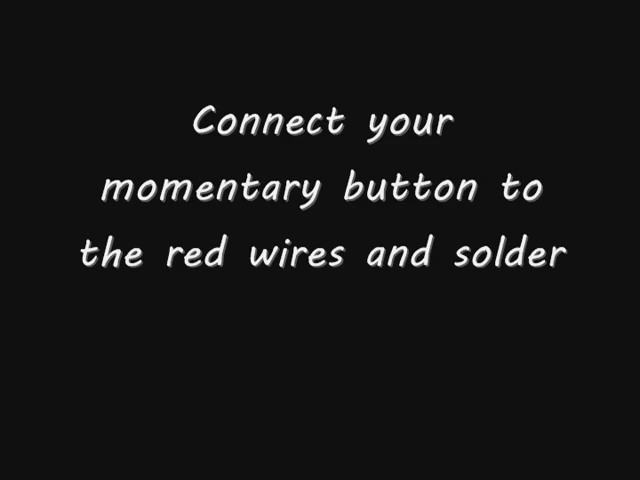 Connect your
momentary button to
the red wires and solder